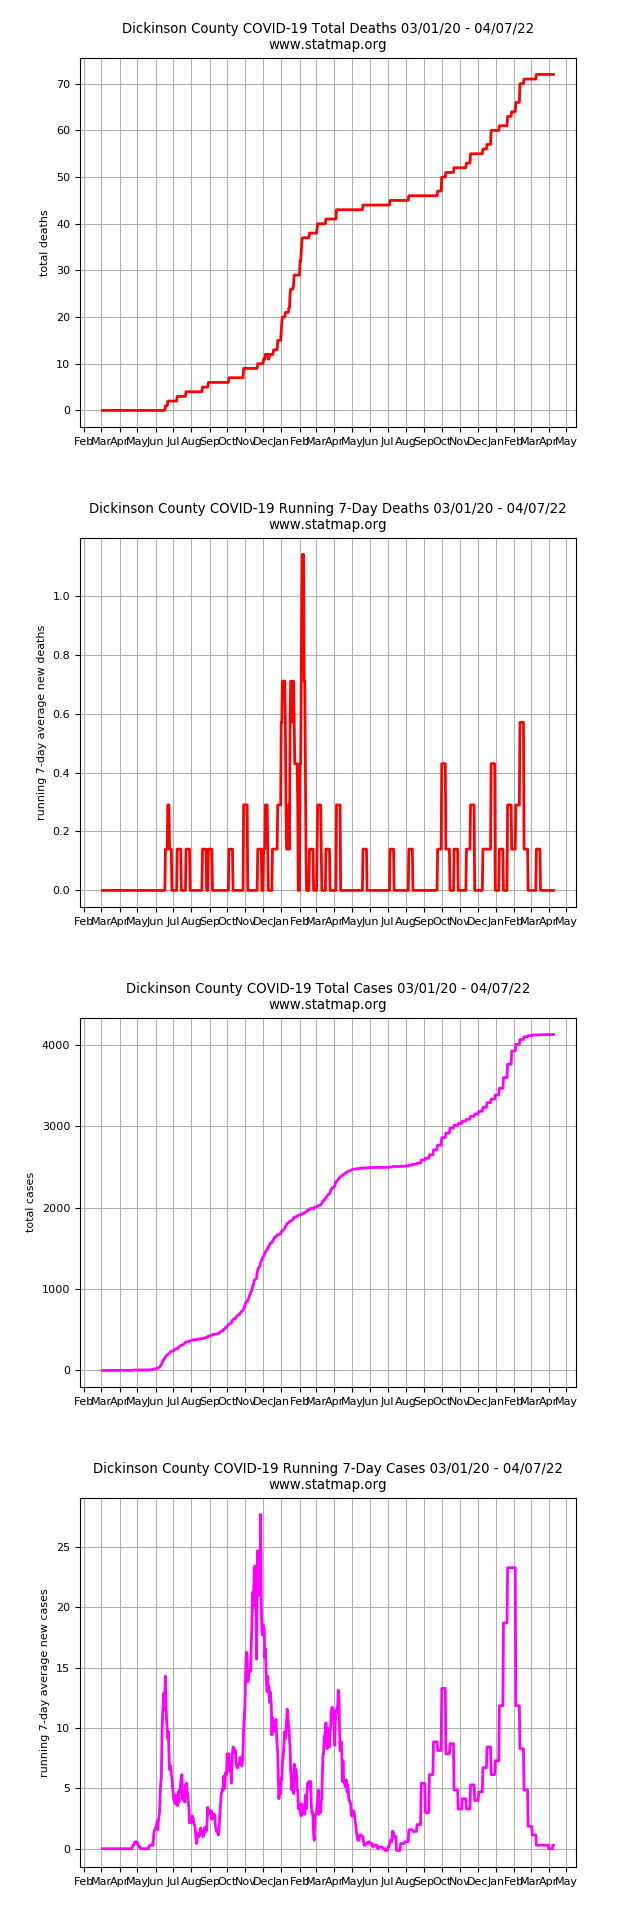 Dickinson County COVID-19 Total Deaths 03/01/20 - 04/07/22
www.statmap.org
70
60
50
40
30
20
10
0
total deaths
Feb Mar Apr May Jun Jul Aug Sep Oct Nov Dec Jan Feb Mar Apr May Jun Jul Aug Sep Oct Nov Dec Jan Feb Mar Apr May
Dickinson County COVID-19 Running 7-Day Deaths 03/01/20 - 04/07/22
www.statmap.org
1.0
0.8
0.6
0.4
0.2
0.0
running 7-day average new deaths
Feb Mar Apr May Jun Jul Aug Sep Oct Nov Dec Jan Feb Mar Apr May Jun Jul Aug Sep Oct Nov Dec Jan Feb Mar Apr May
Dickinson County COVID-19 Total Cases 03/01/20 - 04/07/22
www.statmap.org
4000
3000
2000
1000
0
total cases
Feb Mar Apr May Jun Jul Aug Sep Oct Nov Dec Jan Feb Mar Apr May Jun Jul Aug Sep Oct Nov Dec Jan Feb Mar Apr May
Dickinson County COVID-19 Running 7-Day Cases 03/01/20 - 04/07/22
www.statmap.org
25
20
15
10
5
0
running 7-day average new cases
Feb Mar Apr May Jun Jul Aug Sep Oct Nov Dec Jan Feb Mar Apr May Jun Jul Aug Sep Oct Nov Dec Jan Feb Mar Apr May